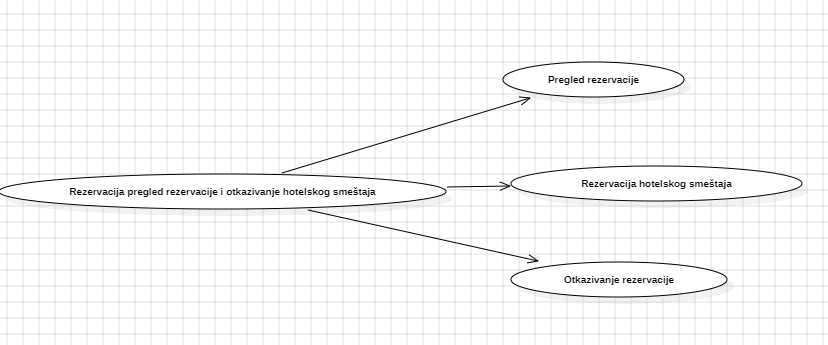 Pregled rezervacije
Rezervacija pregled rezervacije i otkazivanje hotelskog smeštaja
Rezervacija hotelskog smeštaja
Otkazivanje rezervacije